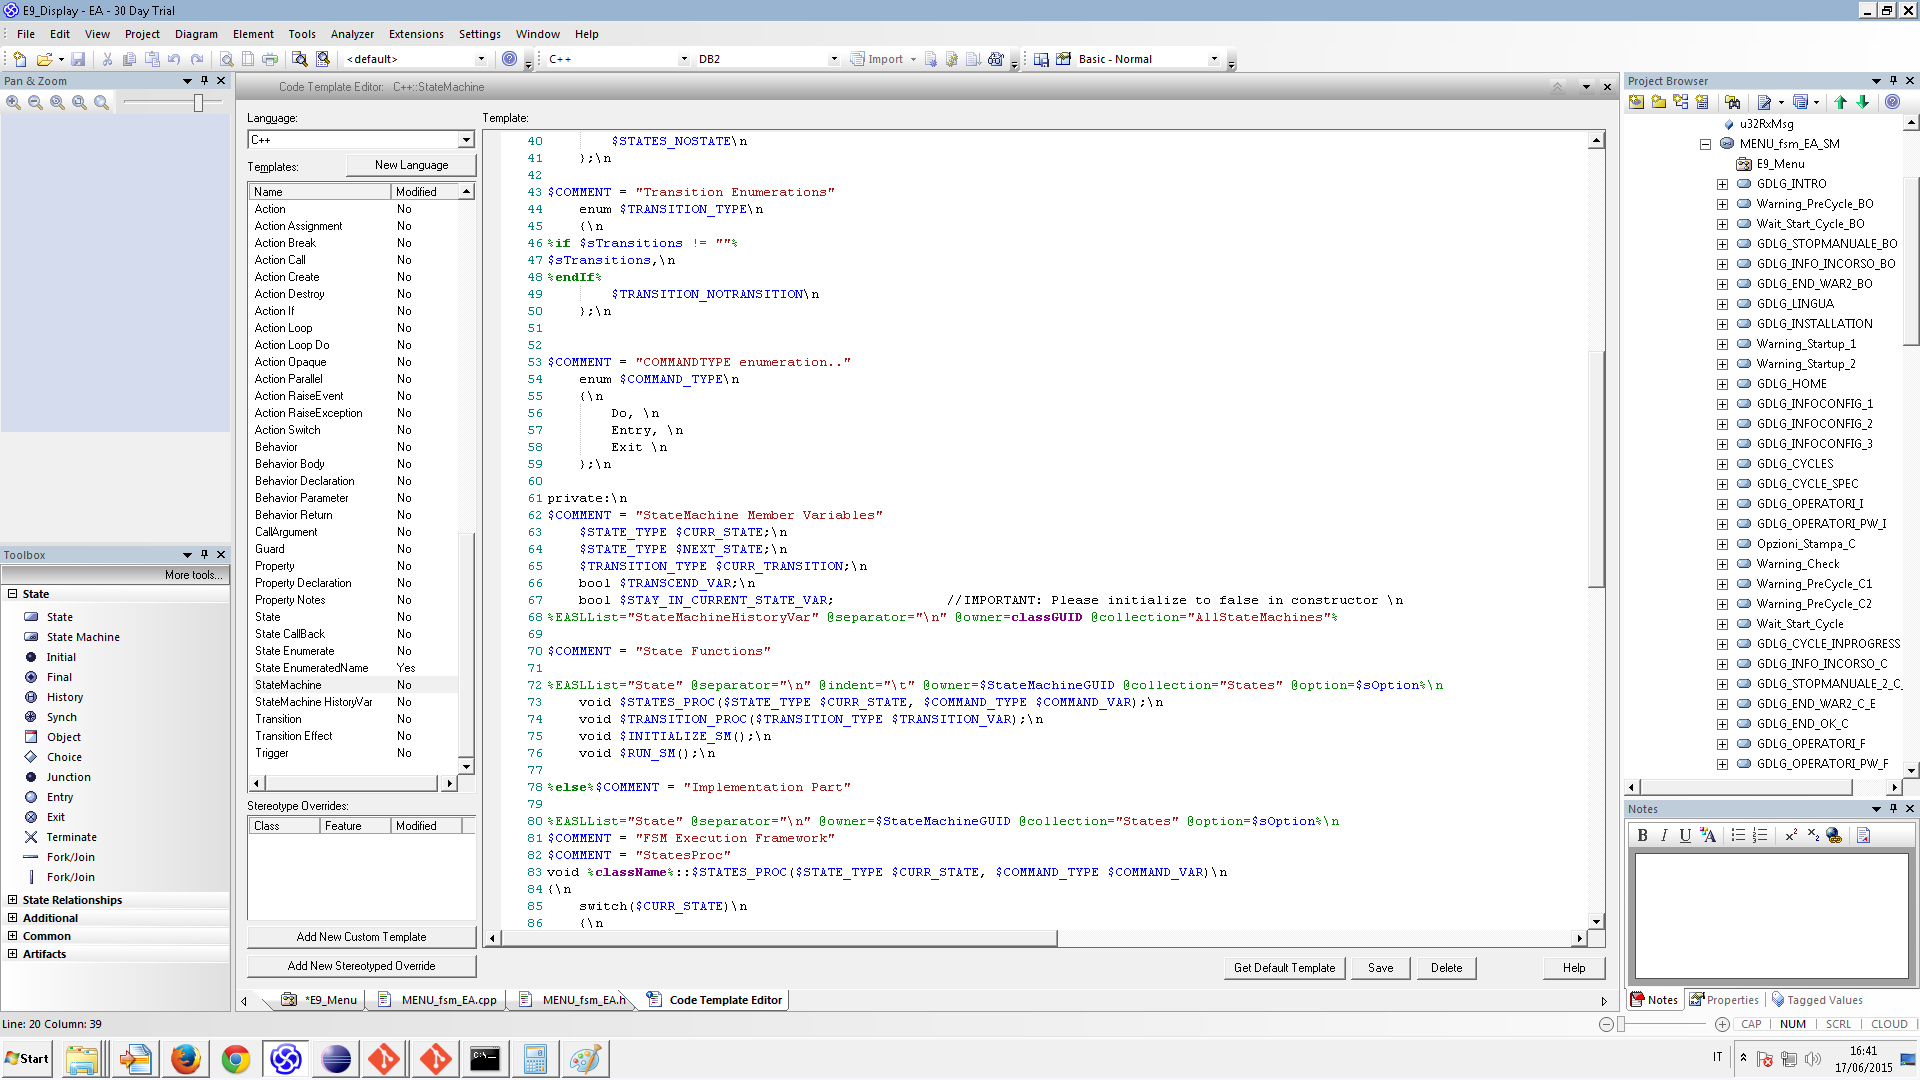 E9_Display - EA - 30 Day Trial
File Edit View Project Diagram Element Tools Analyzer Extensions Settings Window Help
<default> C++ DB2 Import Basic - Normal
Pan & Zoom
Code Template Editor: C++::StateMachine
Language:
C++
Templates:
New Language
Name Modified
Action No
Action Assignment No
Action Break No
Action Call No
Action Create No
Action Destroy No
Action If No
Action Loop No
Action Loop Do No
Action Opaque No
Action Parallel No
Action RaiseEvent No
Action RaiseException No
Action Switch No
Behavior No
Behavior Body No
Behavior Declaration No
Behavior Parameter No
Behavior Return No
CallArgument No
Guard No
Property No
Property Declaration No
Property Notes No
State No
State CallBack No
State Enumerate No
State EnumeratedName Yes
StateMachine No
StateMachine HistoryVar No
Transition No
Transition Effect No
Trigger No
Stereotype Overrides:
Class Feature Modified
Add New Custom Template
Add New Stereotyped Override
Template:
40 $STATES_NOSTATE\n
41 };\n
42
43 $COMMENT = "Transition Enumerations"
44 enum $TRANSITION_TYPE\n
45 {\n
46 %if $sTransitions != ""%
47 $sTransitions,\n
48 %endIf%
49 $TRANSITION_NOTRANSITION\n
50 };\n
51
52
53 $COMMENT = "COMMANDTYPE enumeration.."
54 enum $COMMAND_TYPE\n
55 {\n
56 Do, \n
57 Entry, \n
58 Exit \n
59 };\n
60
61 private:\n
62 $COMMENT = "StateMachine Member Variables"
63 $STATE_TYPE $CURR_STATE;\n
64 $STATE_TYPE $NEXT_STATE;\n
65 $TRANSITION_TYPE $CURR_TRANSITION;\n
66 bool $TRANSCEND_VAR;\n
67 bool $STAY_IN_CURRENT_STATE_VAR; //IMPORTANT: Please initialize to false in constructor \n
68 %EASLList="StateMachineHistoryVar" @separator="\n" @owner=classGUID @collection="AllStateMachines"%
69
70 $COMMENT = "State Functions"
71
72 %EASLList="State" @separator="\n" @indent="\t" @owner=$StateMachineGUID @collection="States" @option=$sOption%\n
73 void $STATES_PROC($STATE_TYPE $CURR_STATE, $COMMAND_TYPE $COMMAND_VAR);\n
74 void $TRANSITION_PROC($TRANSITION_TYPE $TRANSITION_VAR);\n
75 void $INITIALIZE_SM();\n
76 void $RUN_SM();\n
77
78 %else%$COMMENT = "Implementation Part"
79
80 %EASLList="State" @separator="\n" @owner=$StateMachineGUID @collection="States" @option=$sOption%\n
81 $COMMENT = "FSM Execution Framework"
82 $COMMENT = "StatesProc"
83 void %className%::$STATES_PROC($STATE_TYPE $CURR_STATE, $COMMAND_TYPE $COMMAND_VAR)\n
84 {\n
85 switch($CURR_STATE)\n
86 {\n
Get Default Template Save Delete Help
*E9_Menu MENU_fsm_EA.cpp MENU_fsm_EA.h Code Template Editor
Toolbox
More tools...
State
State
State Machine
Initial
Final
History
Synch
Object
Choice
Junction
Entry
Exit
Terminate
Fork/Join
Fork/Join
State Relationships
Additional
Common
Artifacts
Project Browser
u32RxMsg
MENU_fsm_EA_SM
E9_Menu
GDLG_INTRO
Warning_PreCycle_BO
Wait_Start_Cycle_BO
GDLG_STOPMANUALE_BO
GDLG_INFO_INCORSO_BO
GDLG_END_WAR2_BO
GDLG_LINGUA
GDLG_INSTALLATION
Warning_Startup_1
Warning_Startup_2
GDLG_HOME
GDLG_INFOCONFIG_1
GDLG_INFOCONFIG_2
GDLG_INFOCONFIG_3
GDLG_CYCLES
GDLG_CYCLE_SPEC
GDLG_OPERATORI_I
GDLG_OPERATORI_PW_I
Opzioni_Stampa_C
Warning_Check
Warning_PreCycle_C1
Warning_PreCycle_C2
Wait_Start_Cycle
GDLG_CYCLE_INPROGRESS
GDLG_INFO_INCORSO_C
GDLG_STOPMANUALE_2_C_
GDLG_END_WAR2_C_E
GDLG_END_OK_C
GDLG_OPERATORI_F
GDLG_OPERATORI_PW_F
Notes
B I U A x² x₂
Notes Properties Tagged Values
Line: 20 Column: 39
CAP NUM SCRL CLOUD
Start
C:\
IT
16:41
17/06/2015